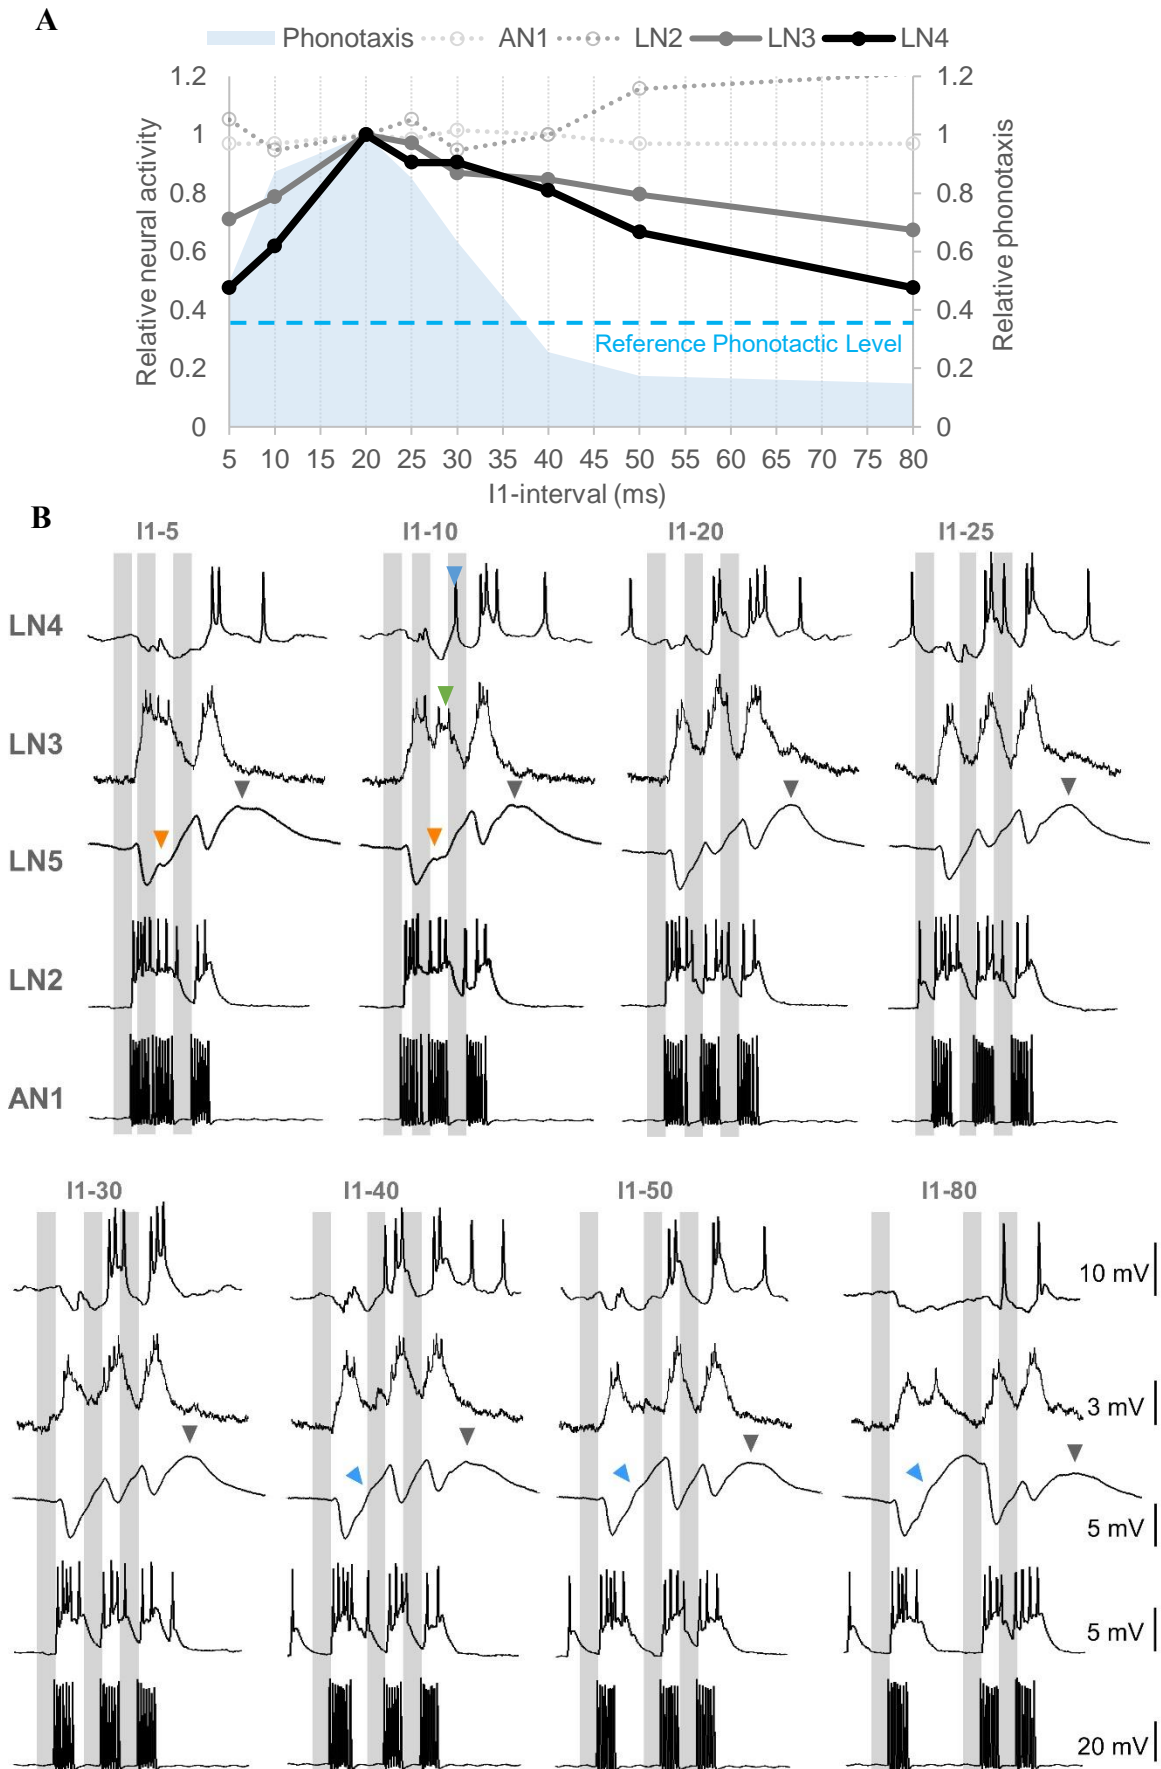 A
Phonotaxis AN1 LN2 LN3 LN4
1.2 1.2
1 1
0.8 0.8
0.6 0.6
0.4 0.4
0.2 0.2
0 0
Relative neural activity
Relative phonotaxis
Reference Phonotactic Level
5 10 15 20 25 30 35 40 45 50 55 60 65 70 75 80
I1-interval (ms)
B
I1-5 I1-10 I1-20 I1-25
LN4
LN3
LN5
LN2
AN1
I1-30 I1-40 I1-50 I1-80
10 mV
3 mV
5 mV
5 mV
20 mV